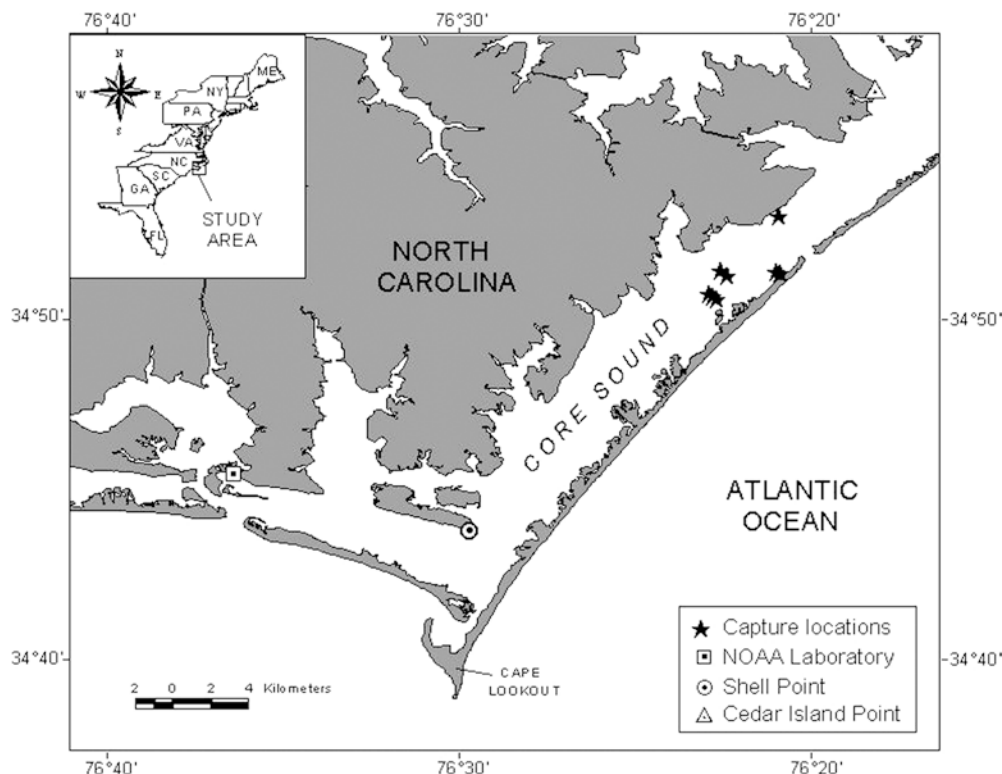 76°40'
76°30'
76°20'
N
W
E
S
ME
NY
PA
VA
NC
SC
GA
FL
STUDY
AREA
NORTH
CAROLINA
34°50'
34°50'
CORE SOUND
ATLANTIC
OCEAN
34°40'
34°40'
CAPE
LOOKOUT
2 0 2 4 Kilometers
Capture locations
NOAA Laboratory
Shell Point
Cedar Island Point
76°40'
76°30'
76°20'